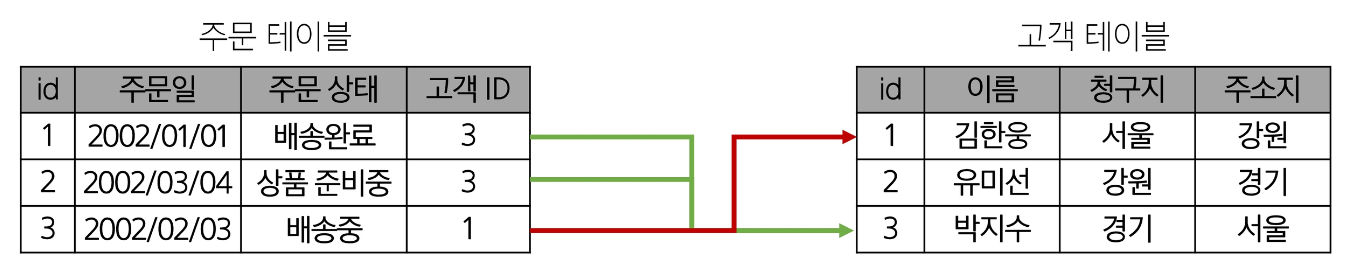 주문 테이블
id 주문일 주문 상태 고객 ID
1 2002/01/01 배송완료 3
2 2002/03/04 상품 준비중 3
3 2002/02/03 배송중 1
고객 테이블
id 이름 청구지 주소지
1 김한웅 서울 강원
2 유미선 강원 경기
3 박지수 경기 서울